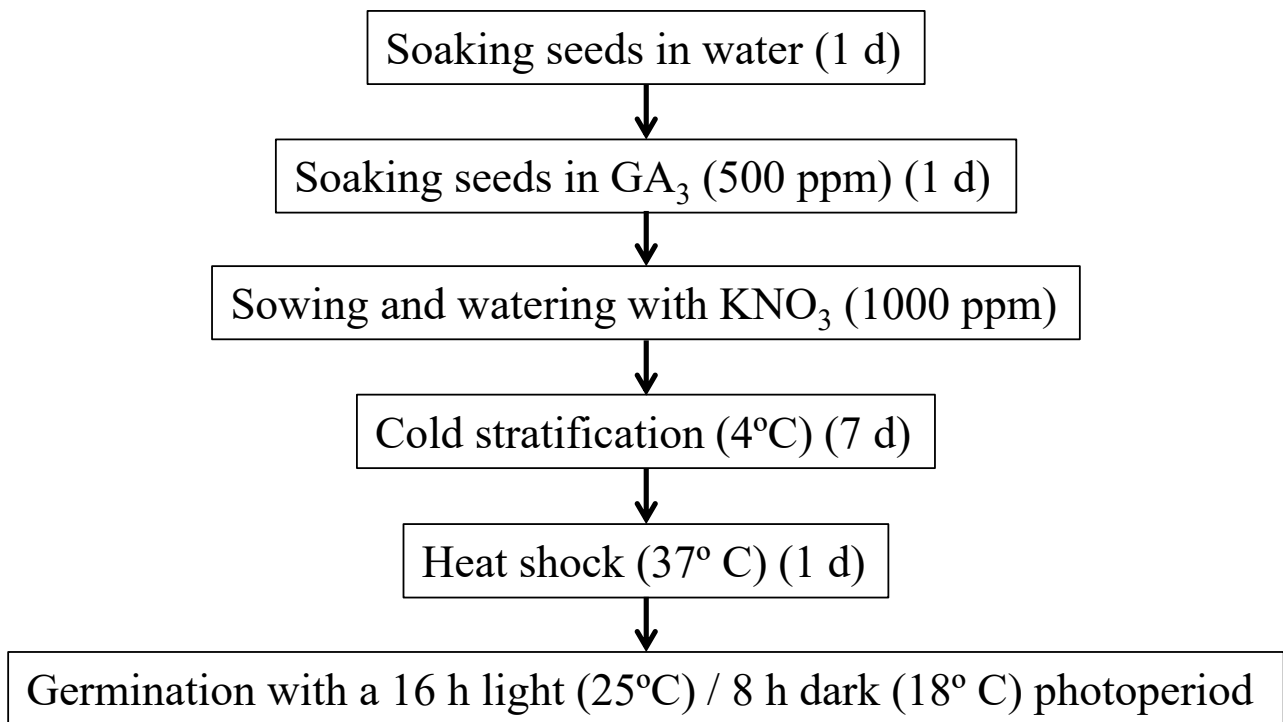 Soaking seeds in water (1 d)
Soaking seeds in GA₃ (500 ppm) (1 d)
Sowing and watering with KNO₃ (1000 ppm)
Cold stratification (4ºC) (7 d)
Heat shock (37º C) (1 d)
Germination with a 16 h light (25ºC) / 8 h dark (18º C) photoperiod